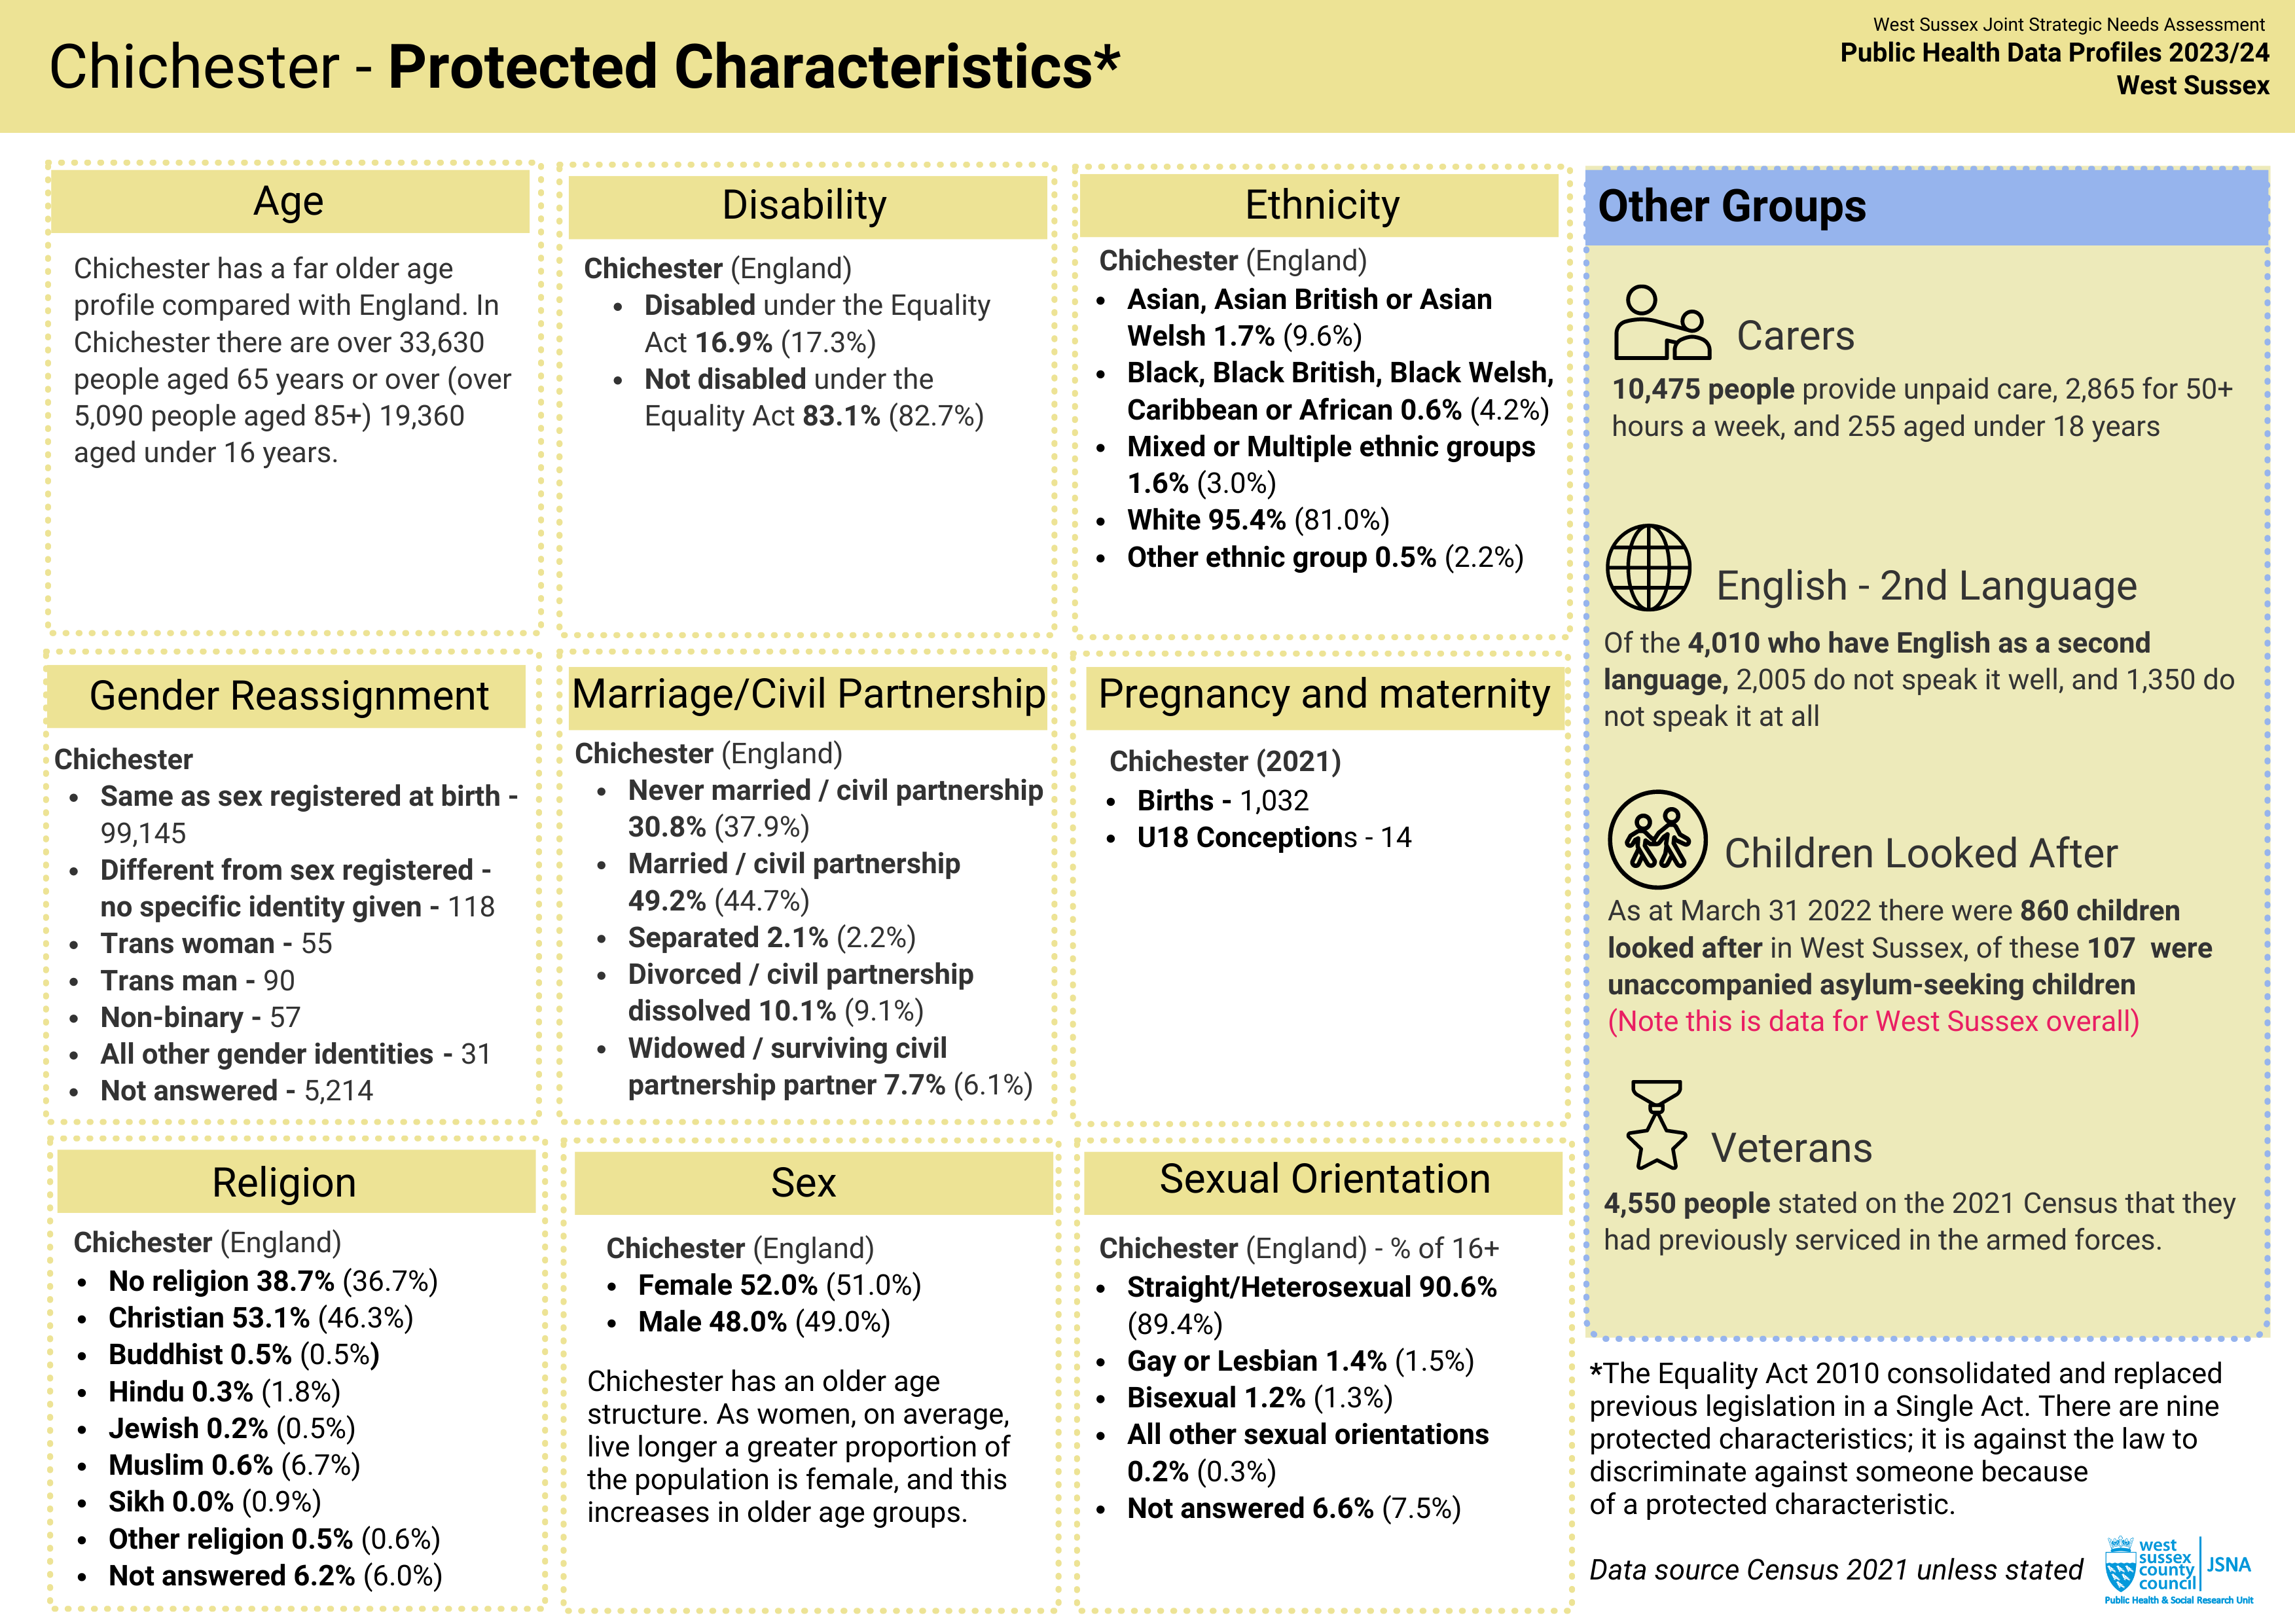 Chichester - Protected Characteristics*
West Sussex Joint Strategic Needs Assessment
Public Health Data Profiles 2023/24
West Sussex
Age
Chichester has a far older age
profile compared with England. In
Chichester there are over 33,630
people aged 65 years or over (over
5,090 people aged 85+) 19,360
aged under 16 years.
Disability
Chichester (England)
• Disabled under the Equality
Act 16.9% (17.3%)
• Not disabled under the
Equality Act 83.1% (82.7%)
Ethnicity
Chichester (England)
• Asian, Asian British or Asian
Welsh 1.7% (9.6%)
• Black, Black British, Black Welsh,
Caribbean or African 0.6% (4.2%)
• Mixed or Multiple ethnic groups
1.6% (3.0%)
• White 95.4% (81.0%)
• Other ethnic group 0.5% (2.2%)
Gender Reassignment
Chichester
• Same as sex registered at birth -
99,145
• Different from sex registered -
no specific identity given - 118
• Trans woman - 55
• Trans man - 90
• Non-binary - 57
• All other gender identities - 31
• Not answered - 5,214
Marriage/Civil Partnership
Chichester (England)
• Never married / civil partnership
30.8% (37.9%)
• Married / civil partnership
49.2% (44.7%)
• Separated 2.1% (2.2%)
• Divorced / civil partnership
dissolved 10.1% (9.1%)
• Widowed / surviving civil
partnership partner 7.7% (6.1%)
Pregnancy and maternity
Chichester (2021)
• Births - 1,032
• U18 Conceptions - 14
Religion
Chichester (England)
• No religion 38.7% (36.7%)
• Christian 53.1% (46.3%)
• Buddhist 0.5% (0.5%)
• Hindu 0.3% (1.8%)
• Jewish 0.2% (0.5%)
• Muslim 0.6% (6.7%)
• Sikh 0.0% (0.9%)
• Other religion 0.5% (0.6%)
• Not answered 6.2% (6.0%)
Sex
Chichester (England)
• Female 52.0% (51.0%)
• Male 48.0% (49.0%)
Chichester has an older age
structure. As women, on average,
live longer a greater proportion of
the population is female, and this
increases in older age groups.
Sexual Orientation
Chichester (England) - % of 16+
• Straight/Heterosexual 90.6%
(89.4%)
• Gay or Lesbian 1.4% (1.5%)
• Bisexual 1.2% (1.3%)
• All other sexual orientations
0.2% (0.3%)
• Not answered 6.6% (7.5%)
Other Groups
Carers
10,475 people provide unpaid care, 2,865 for 50+
hours a week, and 255 aged under 18 years
English - 2nd Language
Of the 4,010 who have English as a second
language, 2,005 do not speak it well, and 1,350 do
not speak it at all
Children Looked After
As at March 31 2022 there were 860 children
looked after in West Sussex, of these 107 were
unaccompanied asylum-seeking children
(Note this is data for West Sussex overall)
Veterans
4,550 people stated on the 2021 Census that they
had previously serviced in the armed forces.
*The Equality Act 2010 consolidated and replaced
previous legislation in a Single Act. There are nine
protected characteristics; it is against the law to
discriminate against someone because
of a protected characteristic.
Data source Census 2021 unless stated
west
sussex
county
council
JSNA
Public Health & Social Research Unit